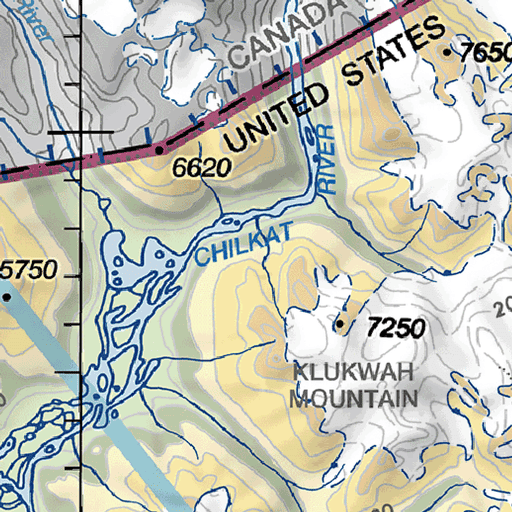 River
CANADA
UNITED STATES
7650
6620
RIVER
CHILKAT
5750
7250
KLUKWAH
MOUNTAIN